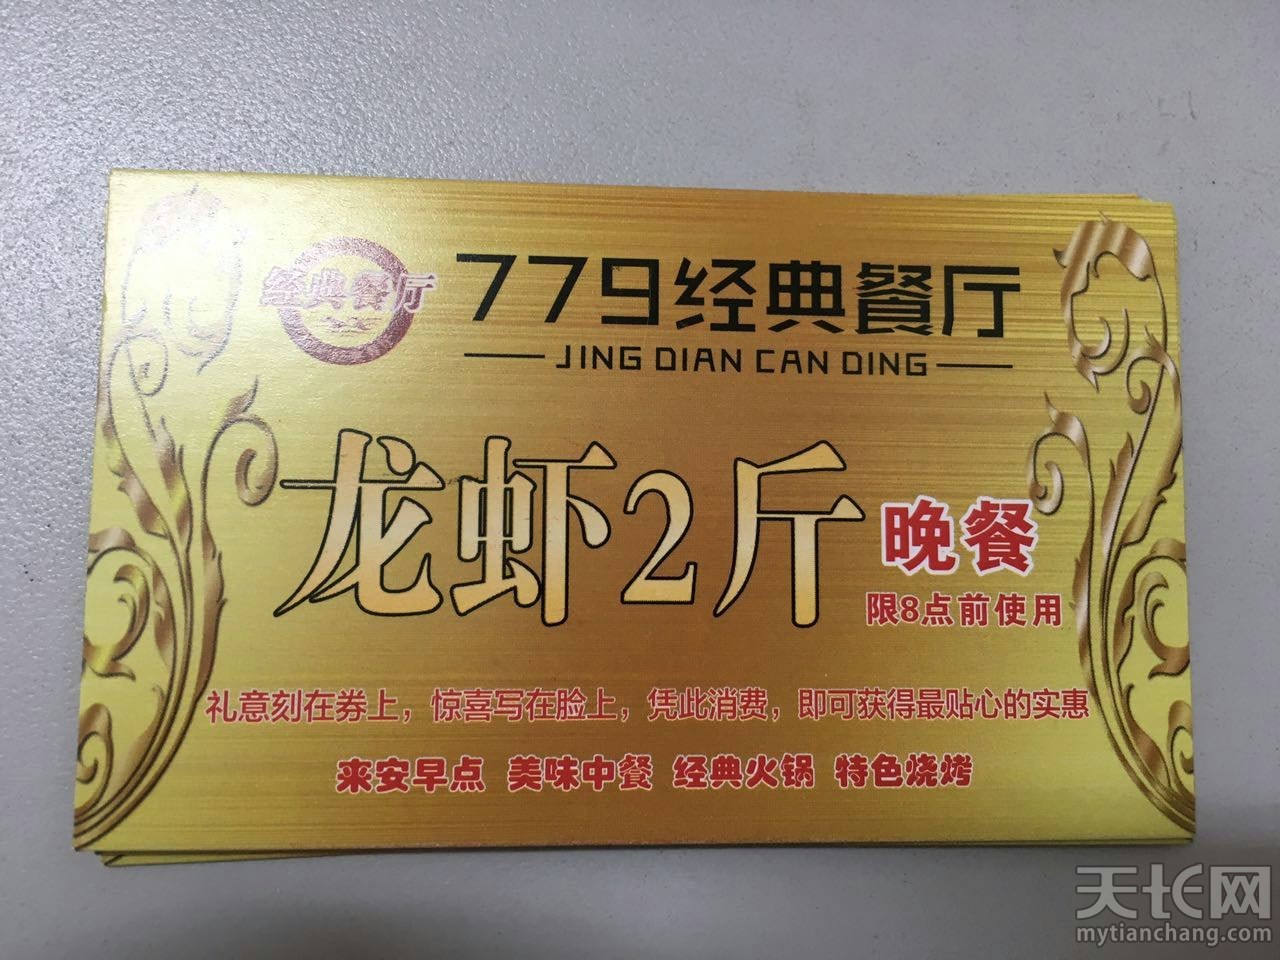 经典餐厅
779经典餐厅
JING DIAN CAN DING
龙虾2斤
晚餐
限8点前使用
礼意刻在券上，惊喜写在脸上，凭此消费，即可获得最贴心的实惠
来安早点 美味中餐 经典火锅 特色烧烤
天长网
mytianchang.com